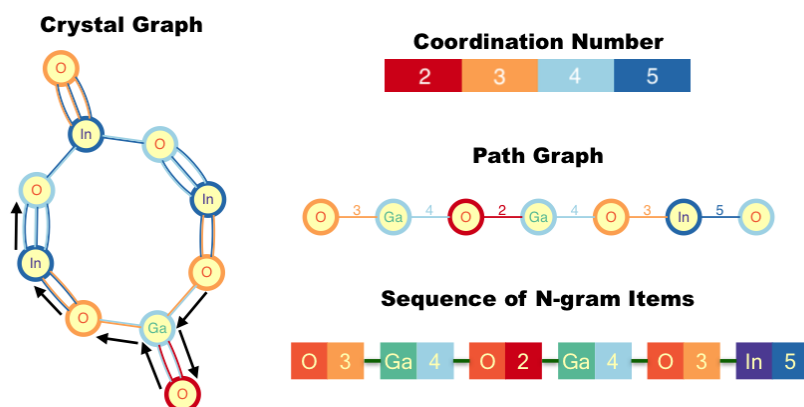 Crystal Graph
O
In
O
O
In
In
O
O
Ga
O
Coordination Number
2 3 4 5
Path Graph
O 3 Ga 4 O 2 Ga 4 O 3 In 5 O
Sequence of N-gram Items
O 3 Ga 4 O 2 Ga 4 O 3 In 5